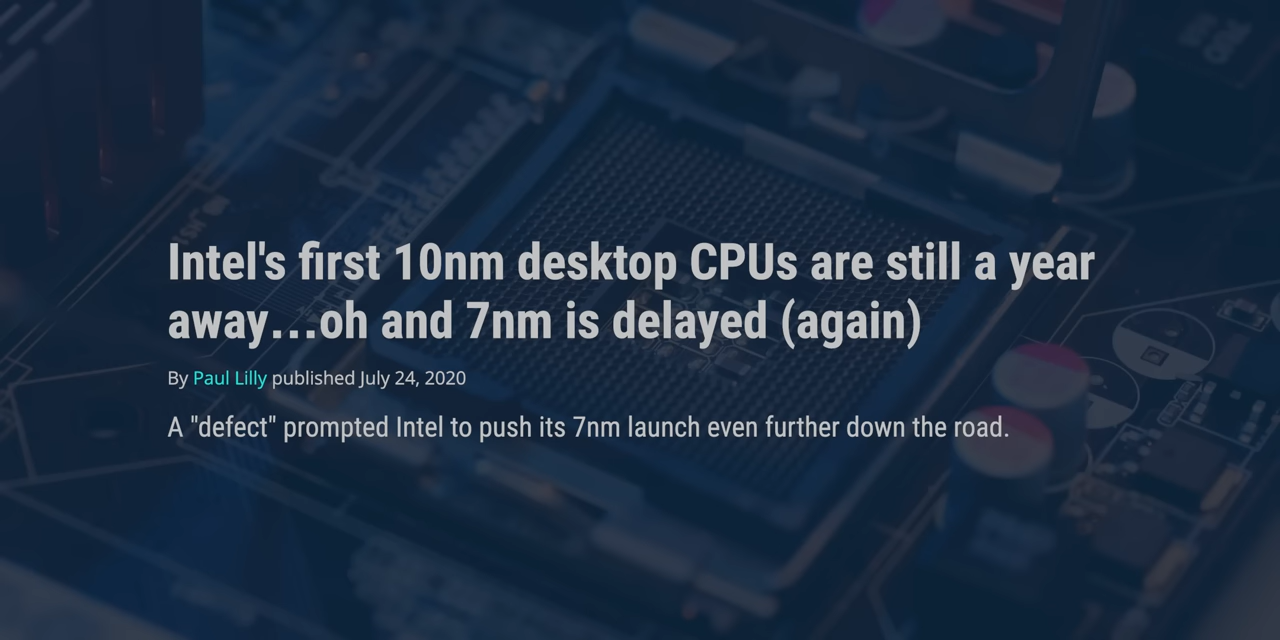 Intel's first 10nm desktop CPUs are still a year
away...oh and 7nm is delayed (again)
By Paul Lilly published July 24, 2020
A "defect" prompted Intel to push its 7nm launch even further down the road.